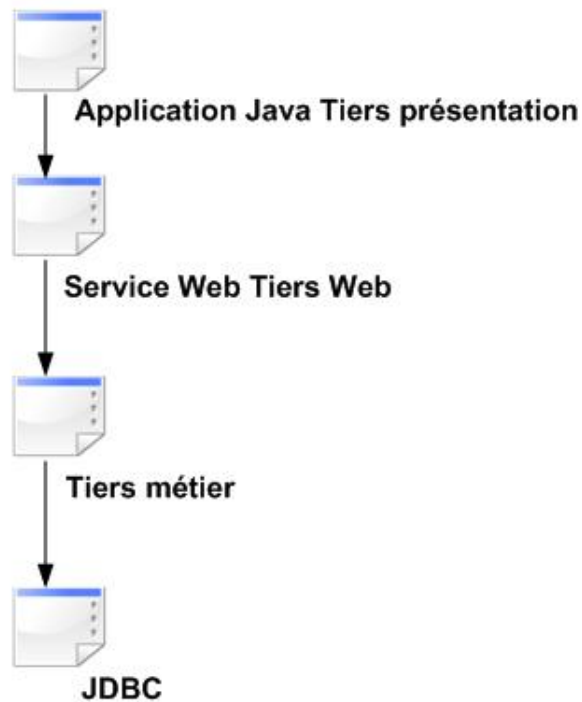 Application Java Tiers présentation
Service Web Tiers Web
Tiers métier
JDBC